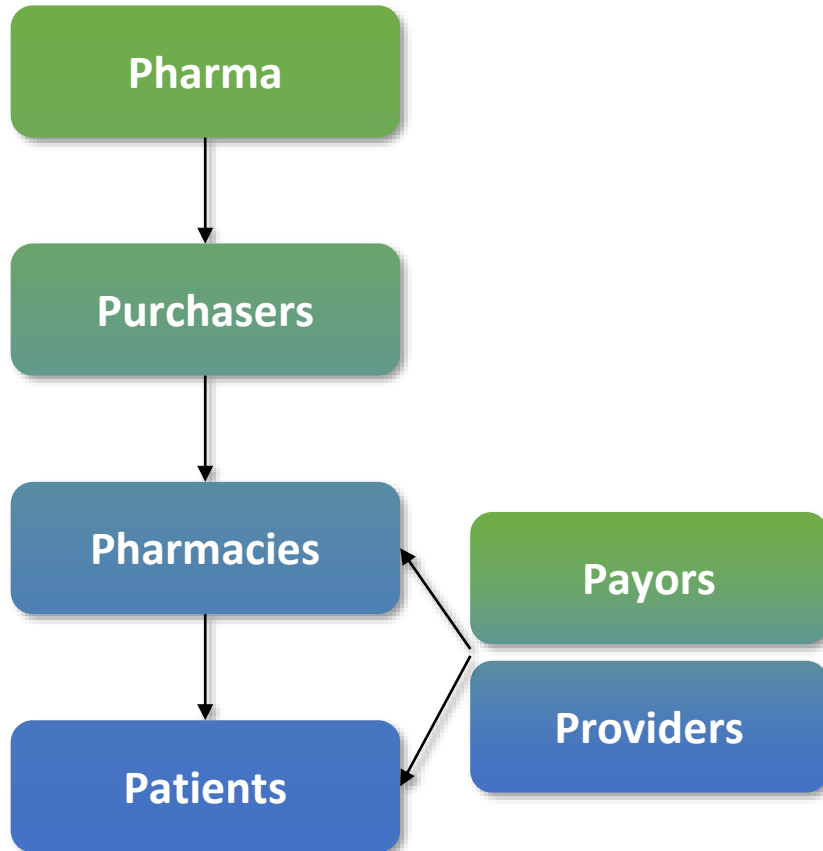 Pharma
Purchasers
Pharmacies
Payors
Providers
Patients